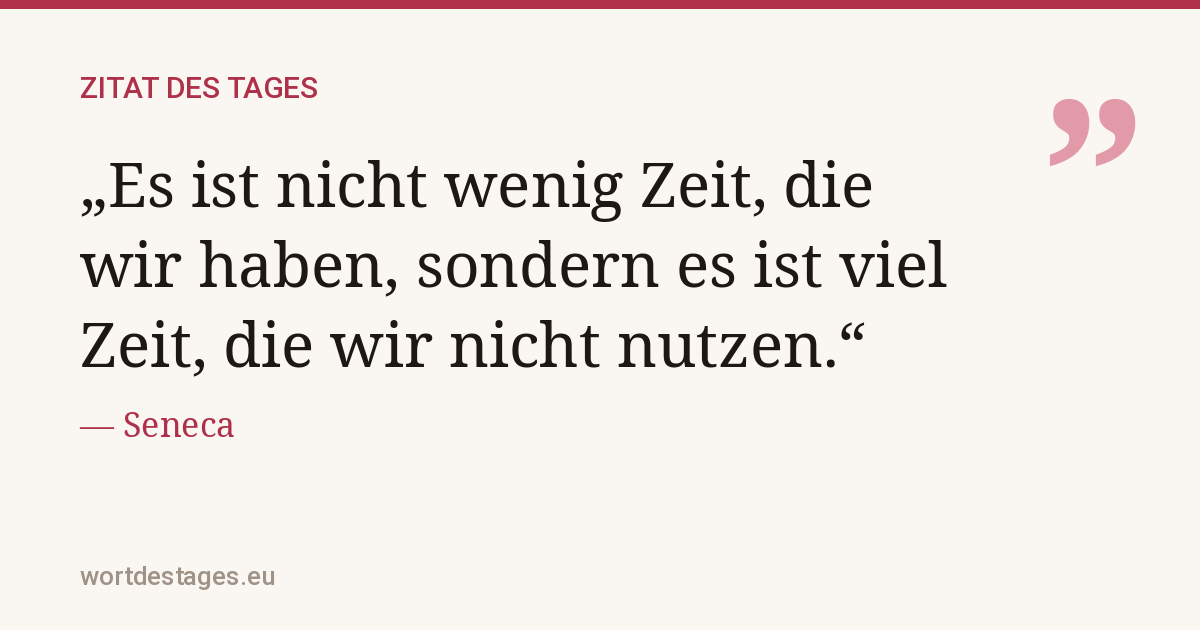 ZITAT DES TAGES
„Es ist nicht wenig Zeit, die
wir haben, sondern es ist viel
Zeit, die wir nicht nutzen.“
— Seneca
wordestages.eu